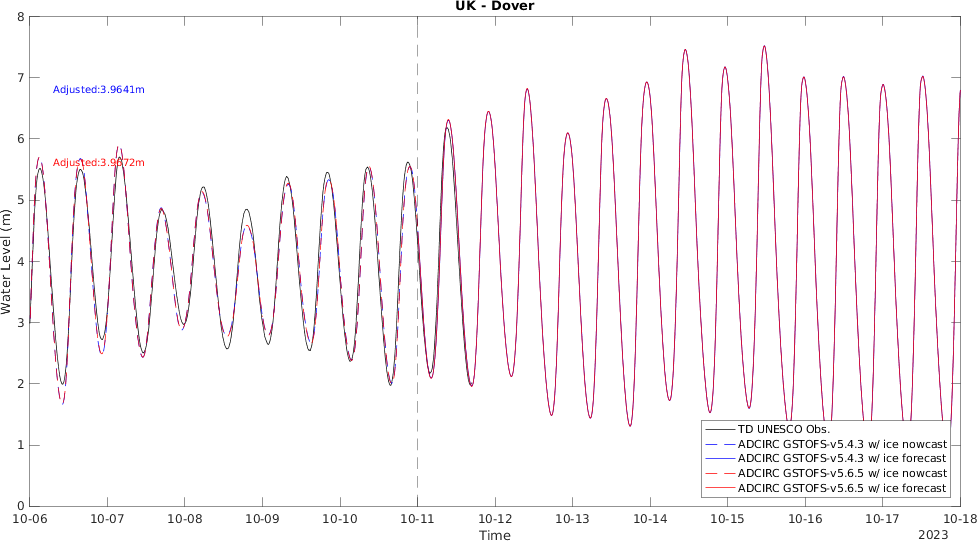 UK - Dover
8
7
6
5
4
3
2
1
0
Water Level (m)
Adjusted:3.9641m
Adjusted:3.9672m
TD UNESCO Obs.
ADCIRC GSTOFS-v5.4.3 w/ ice nowcast
ADCIRC GSTOFS-v5.4.3 w/ ice forecast
ADCIRC GSTOFS-v5.6.5 w/ ice nowcast
ADCIRC GSTOFS-v5.6.5 w/ ice forecast
10-06 10-07 10-08 10-09 10-10 10-11 10-12 10-13 10-14 10-15 10-16 10-17 10-18
Time
2023